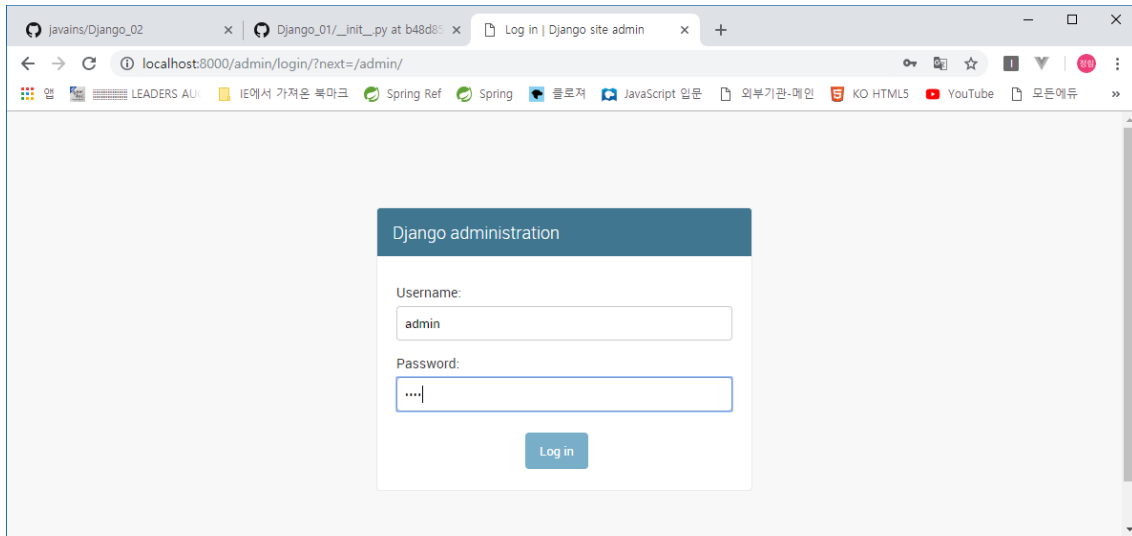 javains/Django_02
Django_01/__init__.py at b48d85
Log in | Django site admin
localhost:8000/admin/login/?next=/admin/
앱
LEADERS AU
IE에서 가져온 북마크
Spring Ref
Spring
클로져
JavaScript 입문
외부기관-메인
KO HTML5
YouTube
모든에듀
Django administration
Username:
admin
Password:
Log in